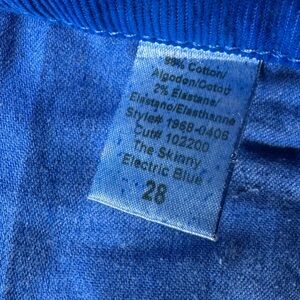 98% Cotton/
Algodon/Coton
2% Elastane/
Elastano/Elasthanne
Style# 1968-0406
Cut# 102200
The Skinny
Electric Blue
28